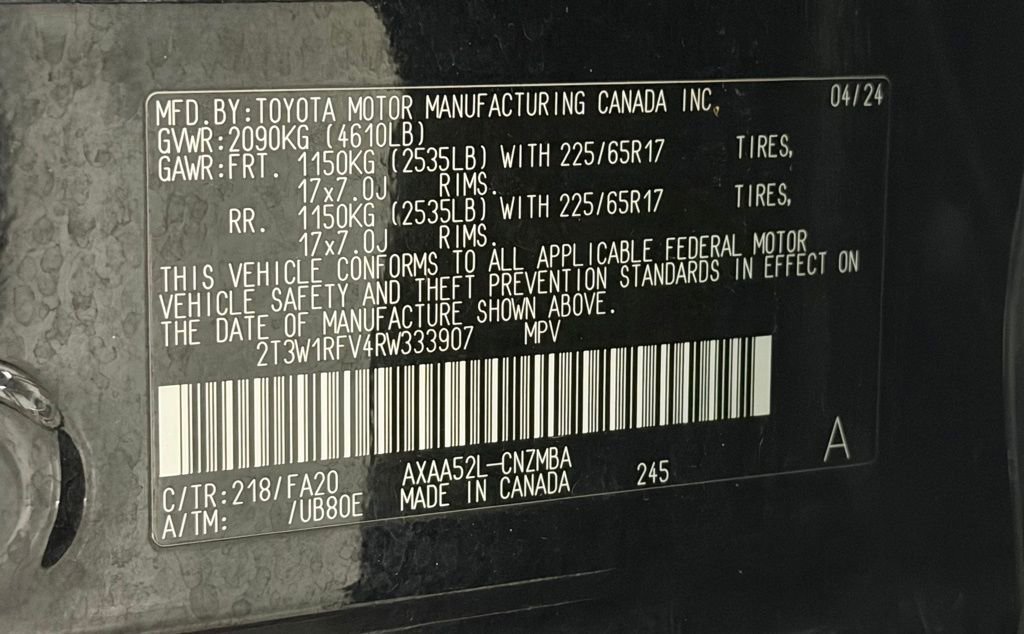 MFD.BY:TOYOTA MOTOR MANUFACTURING CANADA INC. 04/24
GVWR:2090KG (4610LB)
GAWR:FRT. 1150KG (2535LB) WITH 225/65R17 TIRES,
17x7.0J RIMS.
RR. 1150KG (2535LB) WITH 225/65R17 TIRES,
17x7.0J RIMS.
THIS VEHICLE CONFORMS TO ALL APPLICABLE FEDERAL MOTOR
VEHICLE SAFETY AND THEFT PREVENTION STANDARDS IN EFFECT ON
THE DATE OF MANUFACTURE SHOWN ABOVE.
2T3W1RFV4RW333907 MPV
C/TR:218/FA20 AXAA52L-CNZMBA 245 A
A/TM: /UB80E MADE IN CANADA